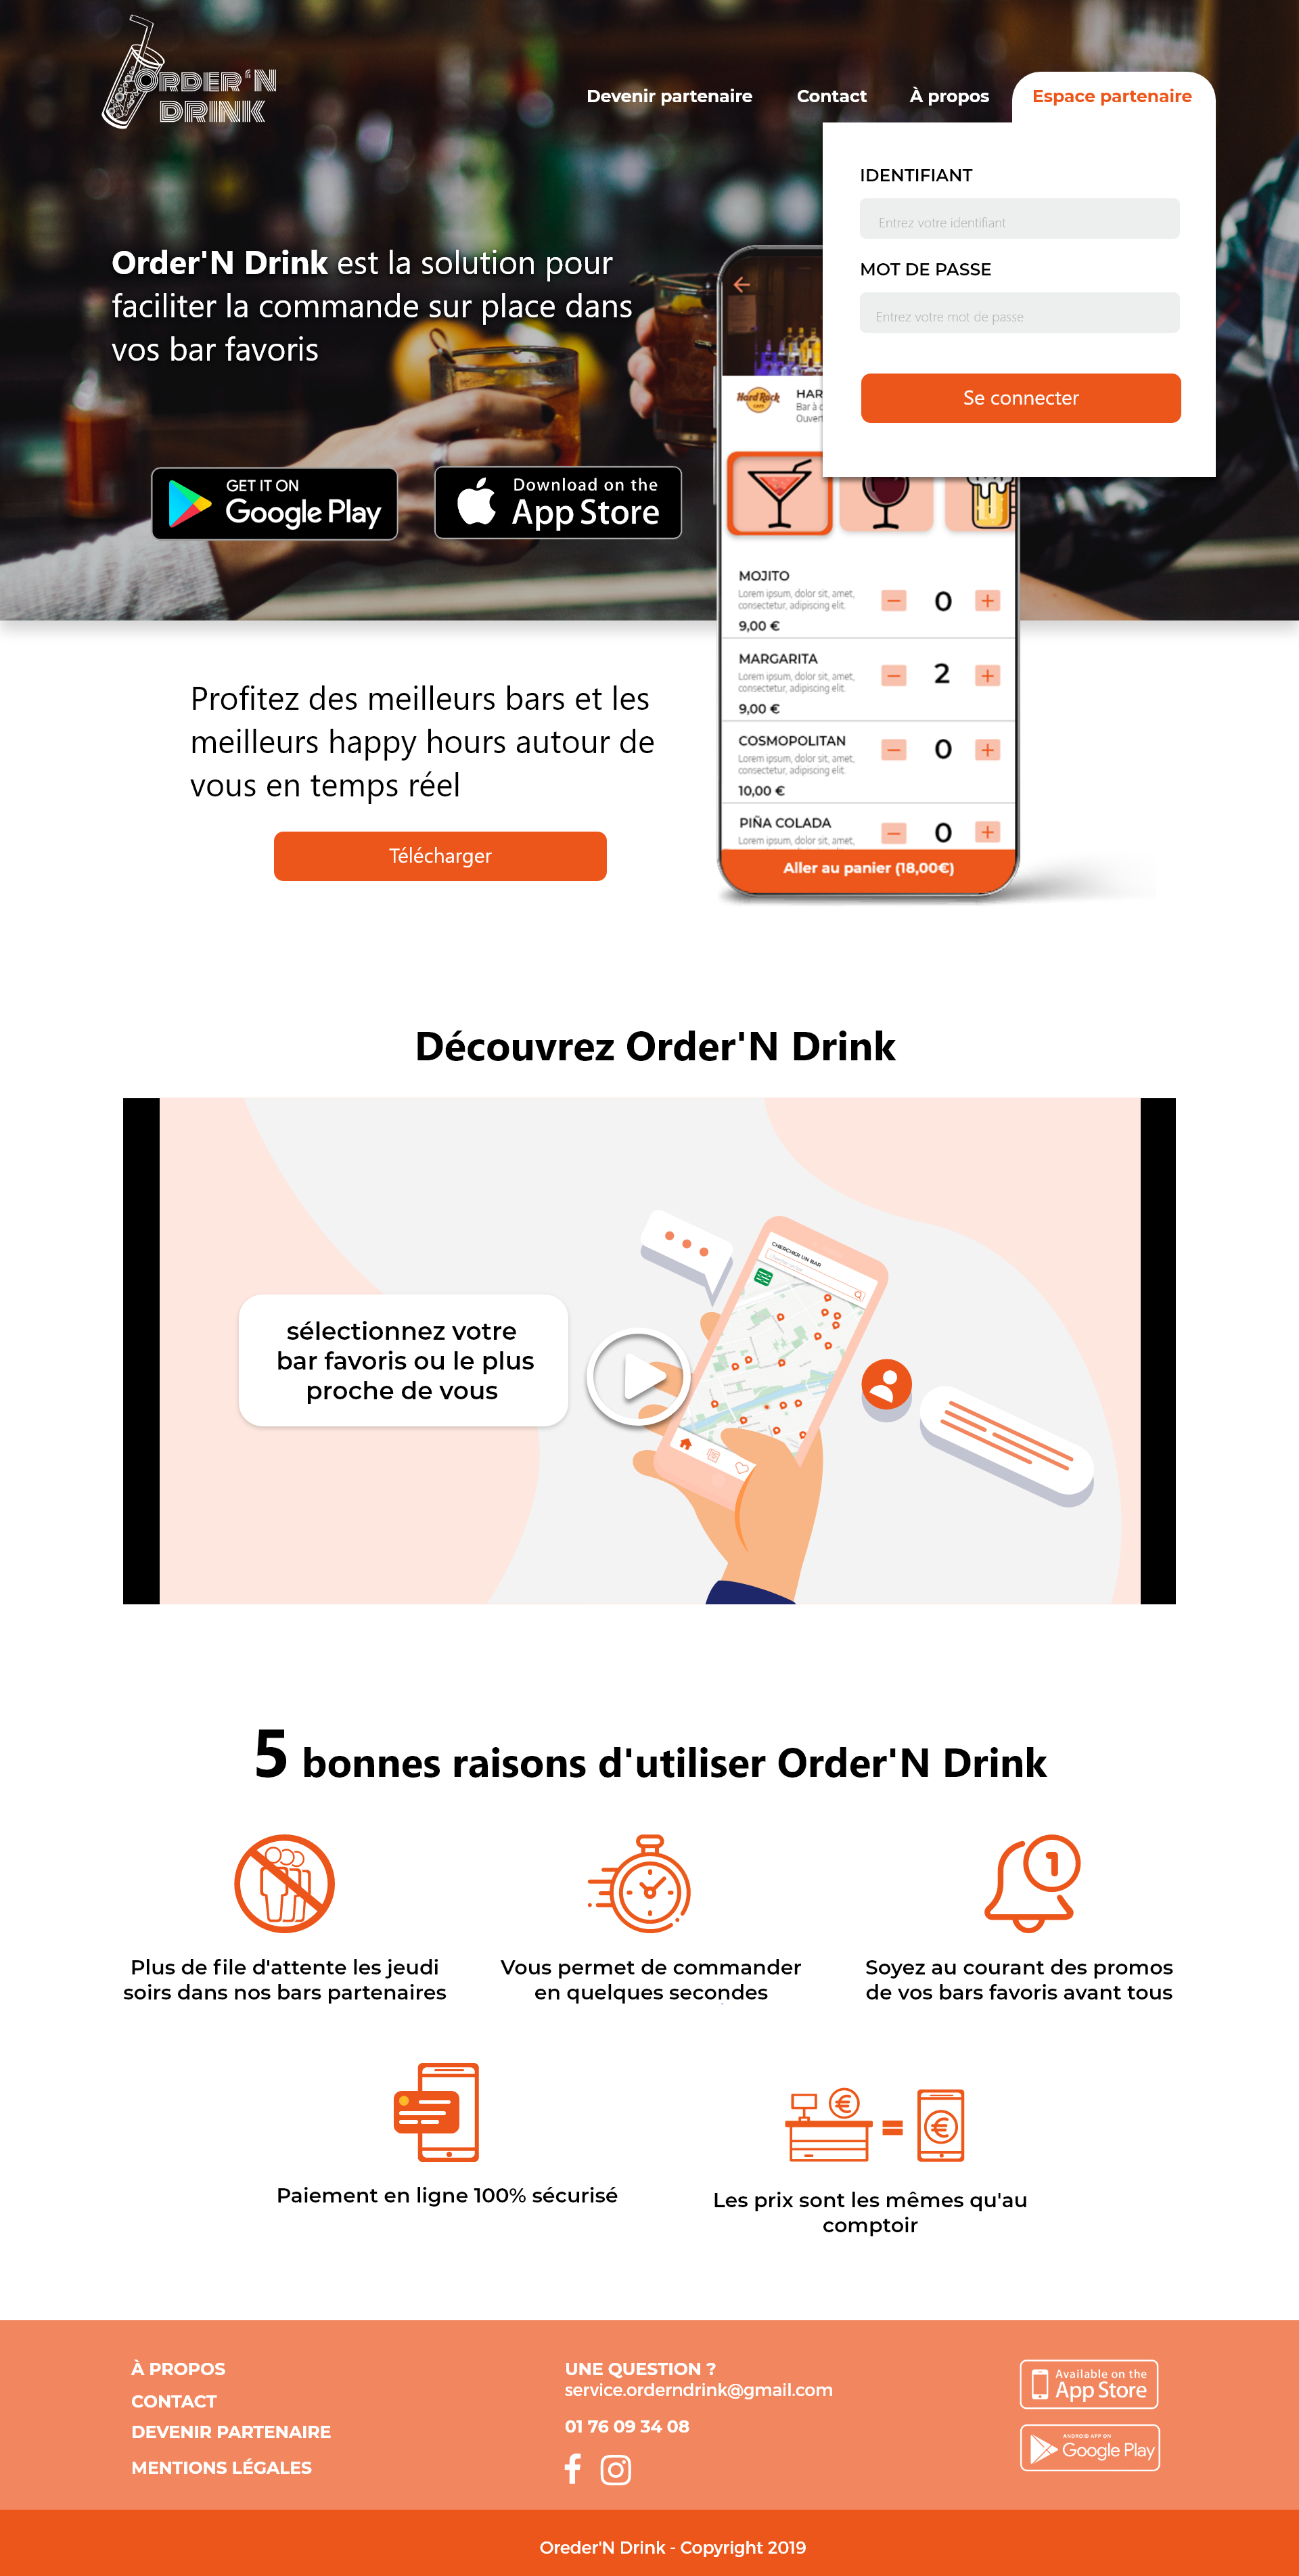 ORDER'N
DRINK
Devenir partenaire
Contact
À propos
Espace partenaire
IDENTIFIANT
Entrez votre identifiant
MOT DE PASSE
Entrez votre mot de passe
Se connecter
Order'N Drink est la solution pour
faciliter la commande sur place dans
vos bar favoris
GET IT ON
Google Play
Download on the
App Store
Hard Rock
CAFE
HAR
Bar à c
Ouver
MOJITO
Lorem ipsum, dolor sit, amet,
consectetur, adipiscing elit.
9,00 €
− 0 +
MARGARITA
Lorem ipsum, dolor sit, amet,
consectetur, adipiscing elit.
9,00 €
− 2 +
COSMOPOLITAN
Lorem ipsum, dolor sit, amet,
consectetur, adipiscing elit.
10,00 €
− 0 +
PIÑA COLADA
Lorem ipsum, dolor sit, amet,
− 0 +
Aller au panier (18,00€)
Profitez des meilleurs bars et les
meilleurs happy hours autour de
vous en temps réel
Télécharger
Découvrez Order'N Drink
CHERCHER UN BAR
sélectionnez votre
bar favoris ou le plus
proche de vous
5 bonnes raisons d'utiliser Order'N Drink
1
Plus de file d'attente les jeudi
soirs dans nos bars partenaires
Vous permet de commander
en quelques secondes
Soyez au courant des promos
de vos bars favoris avant tous
€
€
Paiement en ligne 100% sécurisé
Les prix sont les mêmes qu'au
comptoir
À PROPOS
CONTACT
DEVENIR PARTENAIRE
MENTIONS LÉGALES
UNE QUESTION ?
service.orderndrink@gmail.com
01 76 09 34 08
Available on the
App Store
ANDROID APP ON
Google Play
Oreder'N Drink - Copyright 2019